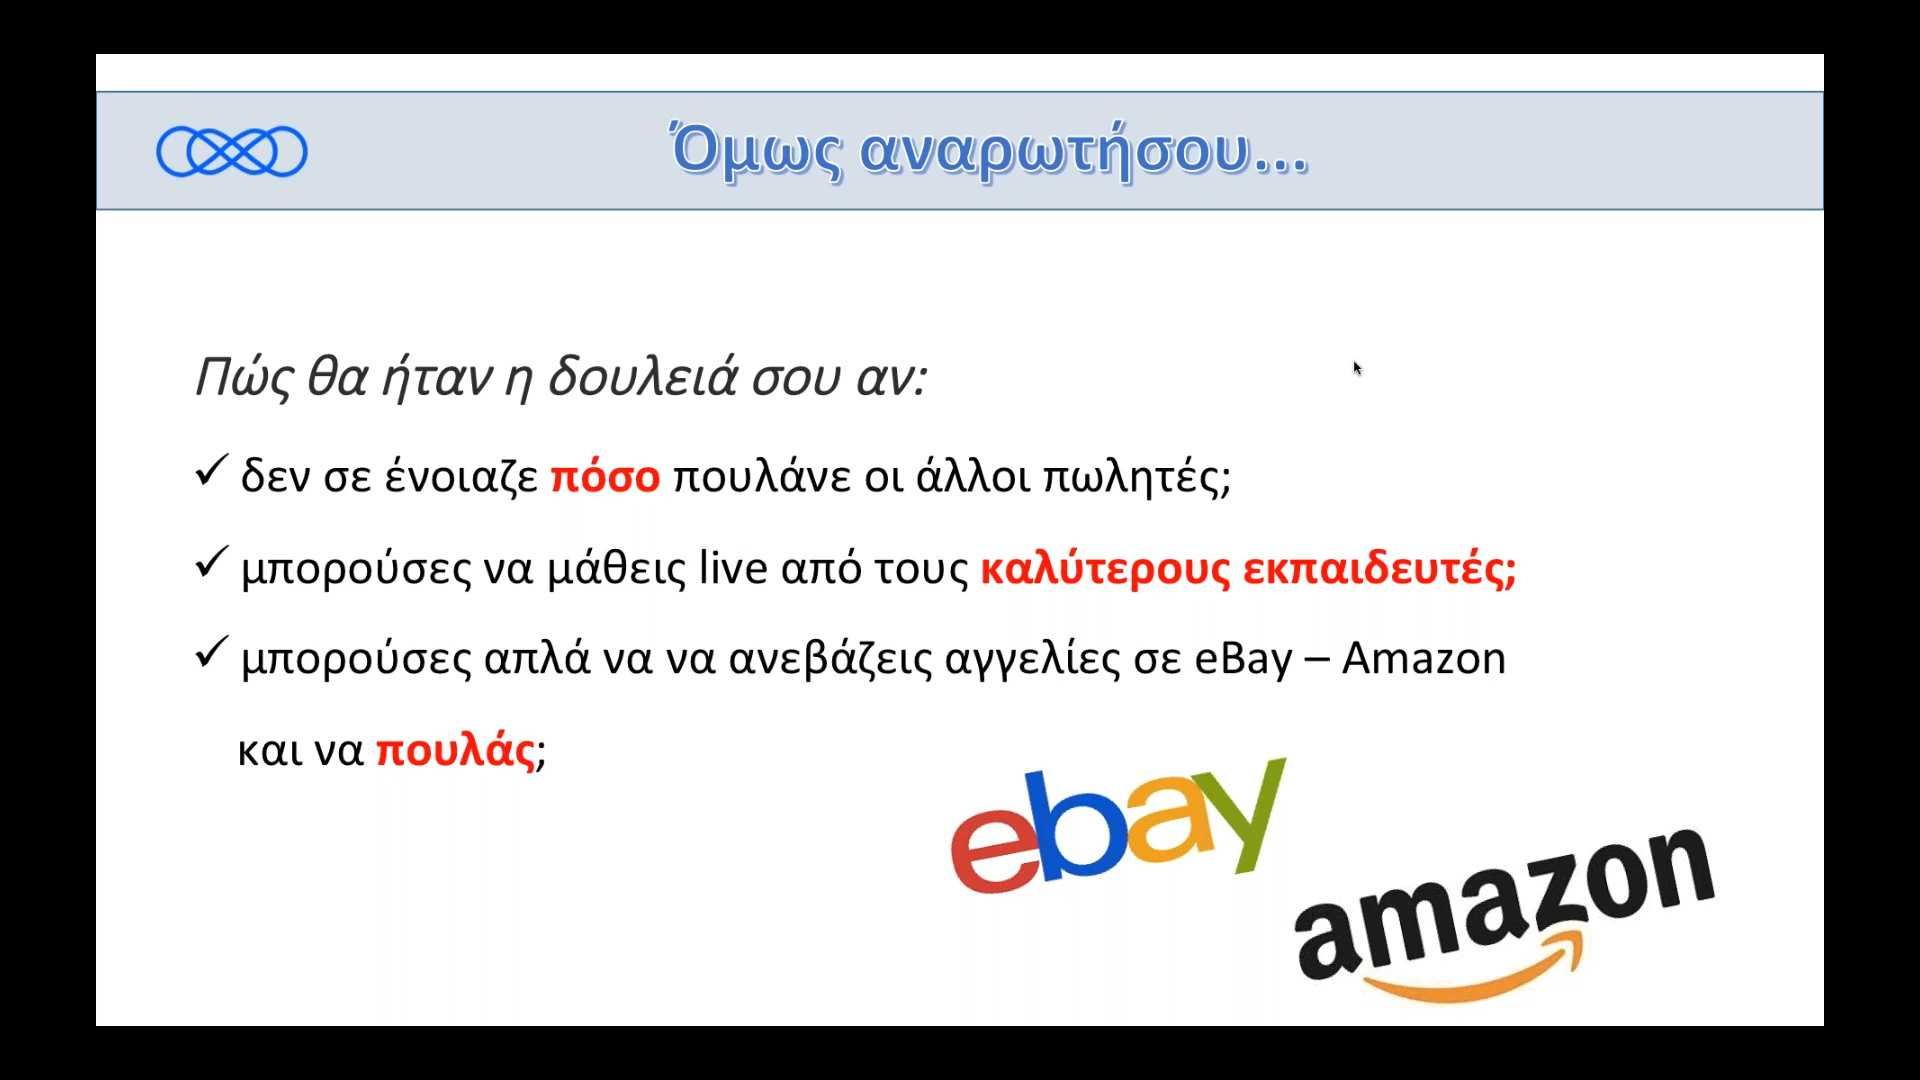 Όμως αναρωτήσου...
Πώς θα ήταν η δουλειά σου αν:
✓ δεν σε ένοιαζε πόσο πουλάνε οι άλλοι πωλητές;
✓ μπορούσες να μάθεις live από τους καλύτερους εκπαιδευτές;
✓ μπορούσες απλά να να ανεβάζεις αγγελίες σε eBay – Amazon
και να πουλάς;
ebay
amazon